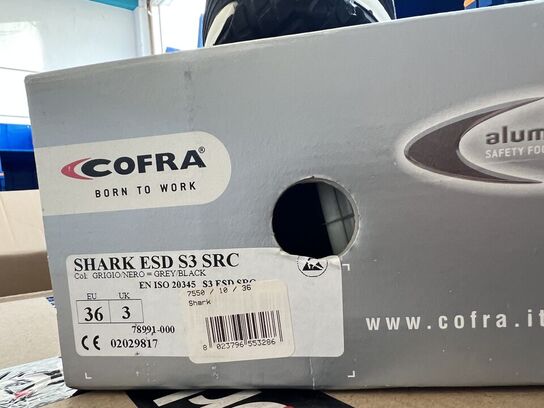 COFRA®
BORN TO WORK
alum
SAFETY FOO
SHARK ESD S3 SRC
Col: GRIGIO/NERO = GREY/BLACK
EN ISO 20345 S3 ESD SRC
EU UK
36 3
7550 / 10 / 36
Shark
78991-000
CE 02029817
8 023796 553286
www.cofra.it